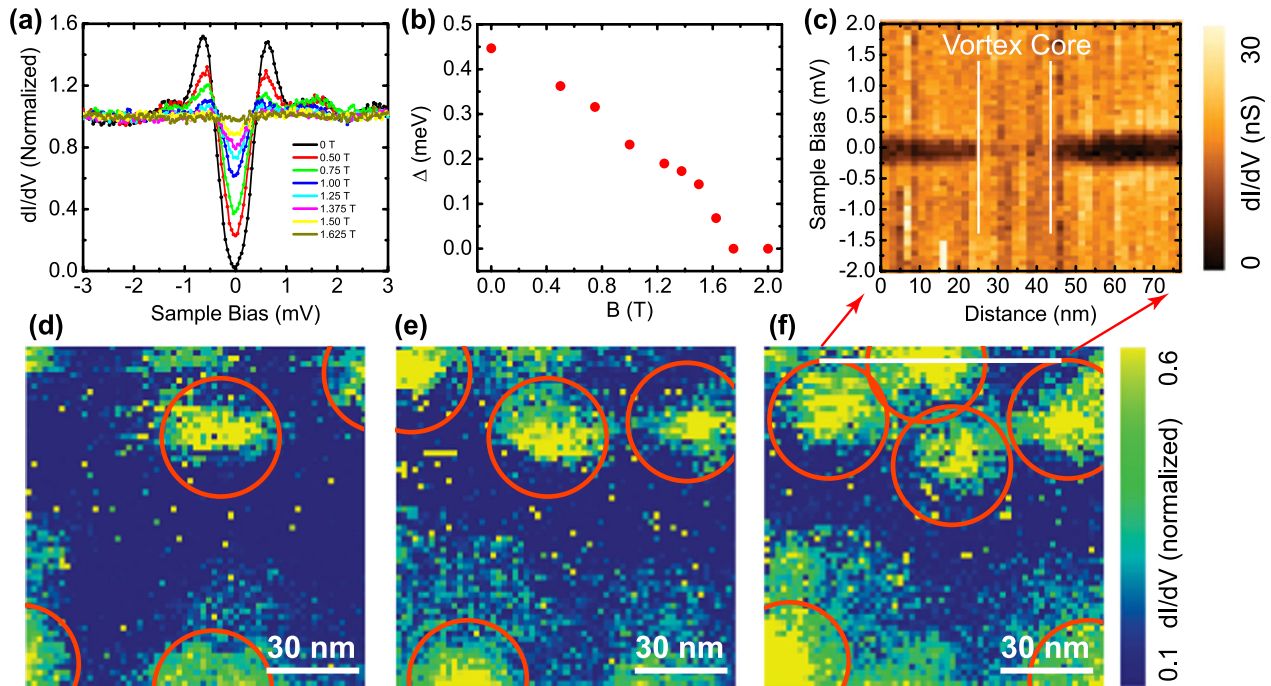 (a)
1.6
1.2
0.8
0.4
0.0
dI/dV (Normalized)
0 T
0.50 T
0.75 T
1.00 T
1.25 T
1.375 T
1.50 T
1.625 T
-3 -2 -1 0 1 2 3
Sample Bias (mV)
(b)
0.5
0.4
0.3
0.2
0.1
0.0
Δ (meV)
0.0 0.4 0.8 1.2 1.6 2.0
B (T)
(c)
2.0
1.5
1.0
0.5
0.0
-0.5
-1.0
-1.5
-2.0
Sample Bias (mV)
Vortex Core
0 10 20 30 40 50 60 70
Distance (nm)
0 dI/dV (nS) 30
(d)
30 nm
(e)
30 nm
(f)
30 nm
0.1 dI/dV (normalized) 0.6